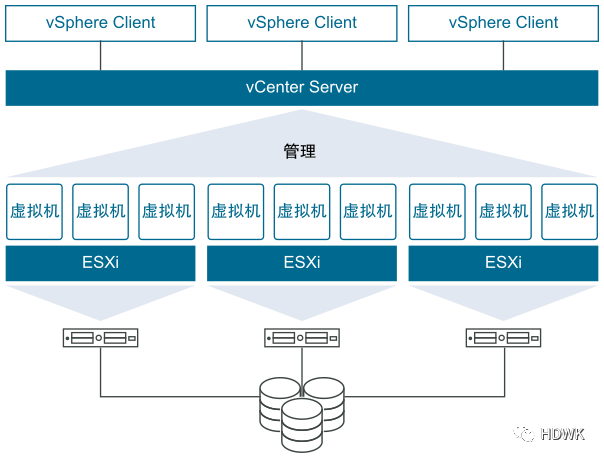 vSphere Client vSphere Client vSphere Client
vCenter Server
管理
虚拟机 虚拟机 虚拟机 虚拟机 虚拟机 虚拟机 虚拟机 虚拟机 虚拟机
ESXi ESXi ESXi
HDWK